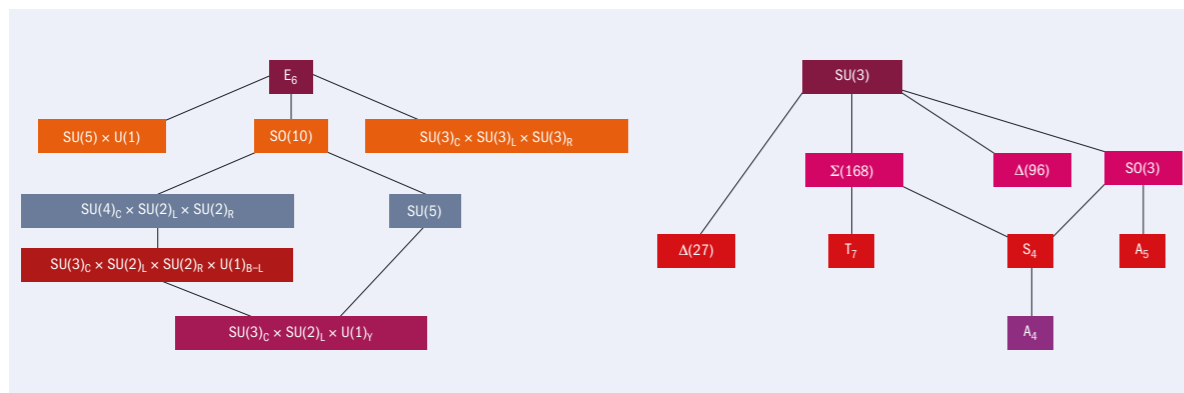 E₆
SU(5) × U(1)
SO(10)
SU(3)C × SU(3)L × SU(3)R
SU(4)C × SU(2)L × SU(2)R
SU(5)
SU(3)C × SU(2)L × SU(2)R × U(1)B–L
SU(3)C × SU(2)L × U(1)Y
SU(3)
Σ(168)
Δ(96)
SO(3)
Δ(27)
T₇
S₄
A₅
A₄